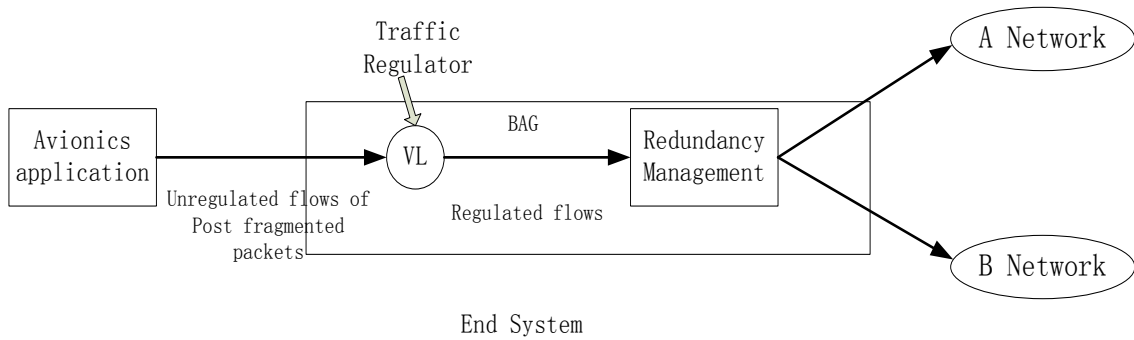 Traffic
Regulator
A Network
Avionics
application
VL
BAG
Redundancy
Management
Unregulated flows of
Post fragmented
packets
Regulated flows
B Network
End System